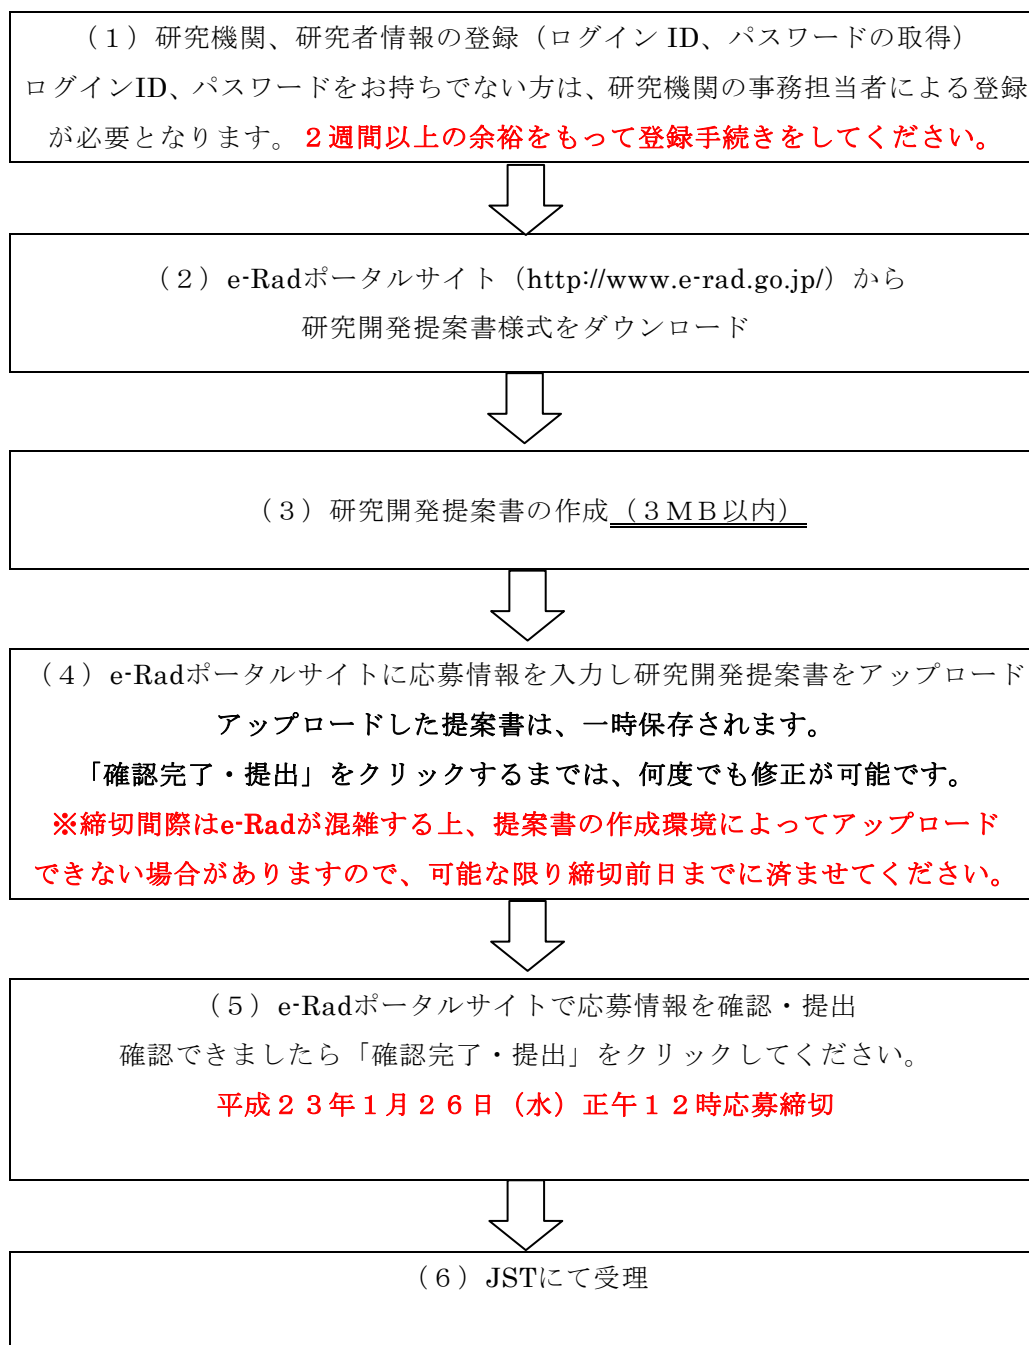 （１）研究機関、研究者情報の登録（ログイン ID、パスワードの取得）
ログインID、パスワードをお持ちでない方は、研究機関の事務担当者による登録
が必要となります。２週間以上の余裕をもって登録手続きをしてください。
（２）e-Radポータルサイト（http://www.e-rad.go.jp/）から
研究開発提案書様式をダウンロード
（３）研究開発提案書の作成（３ＭＢ以内）
（４）e-Radポータルサイトに応募情報を入力し研究開発提案書をアップロード
アップロードした提案書は、一時保存されます。
「確認完了・提出」をクリックするまでは、何度でも修正が可能です。
※締切間際はe-Radが混雑する上、提案書の作成環境によってアップロード
できない場合がありますので、可能な限り締切前日までに済ませてください。
（５）e-Radポータルサイトで応募情報を確認・提出
確認できましたら「確認完了・提出」をクリックしてください。
平成２３年１月２６日（水）正午１２時応募締切
（６）JSTにて受理